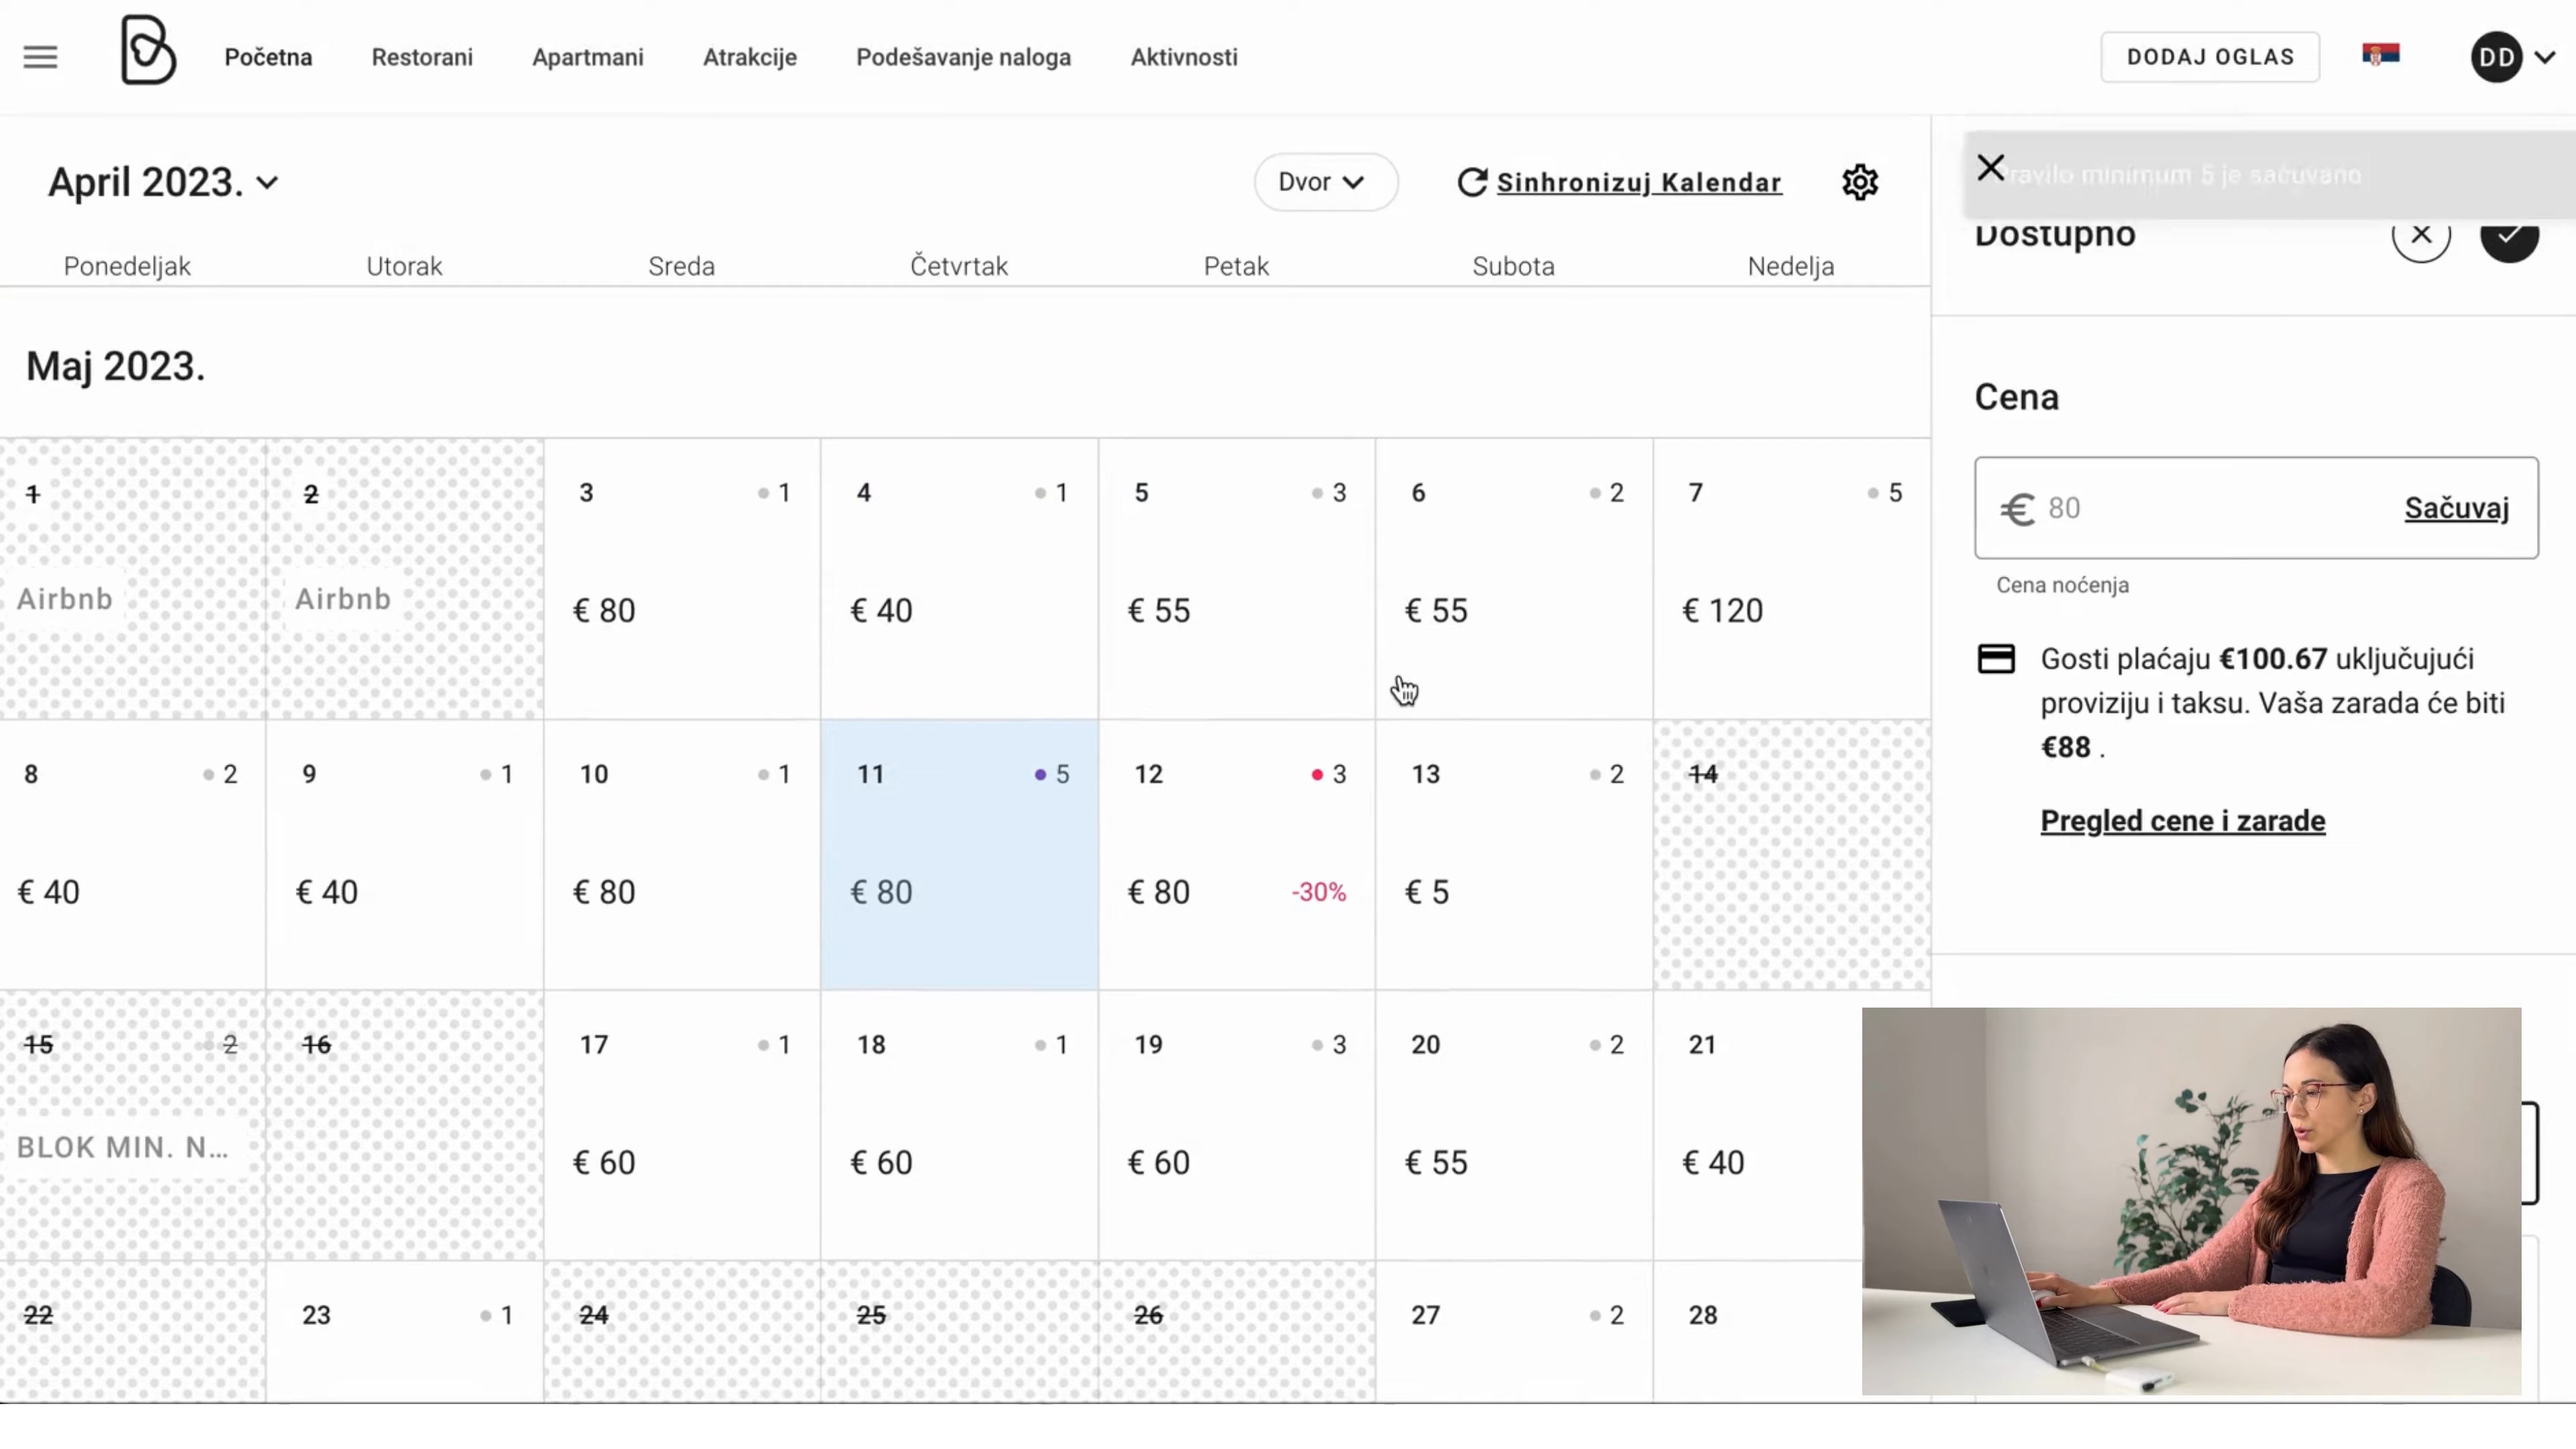 Početna Restorani Apartmani Atrakcije Podešavanje naloga Aktivnosti DODAJ OGLAS DD
April 2023. Dvor Sinhronizuj Kalendar
Pravilo minimum 5 je sačuvano
Dostupno
Ponedeljak Utorak Sreda Četvrtak Petak Subota Nedelja
Maj 2023.
Cena
€ 80 Sačuvaj
Cena noćenja
Gosti plaćaju €100.67 uključujući
proviziju i taksu. Vaša zarada će biti
€88 .
Pregled cene i zarade
1 2 3 1 4 1 5 3 6 2 7 5
Airbnb Airbnb € 80 € 40 € 55 € 55 € 120
8 2 9 1 10 1 11 5 12 3 13 2 14
€ 40 € 40 € 80 € 80 € 80 -30% € 5
15 2 16 17 1 18 1 19 3 20 2 21
BLOK MIN. N... € 60 € 60 € 60 € 55 € 40
22 23 1 24 25 26 27 2 28